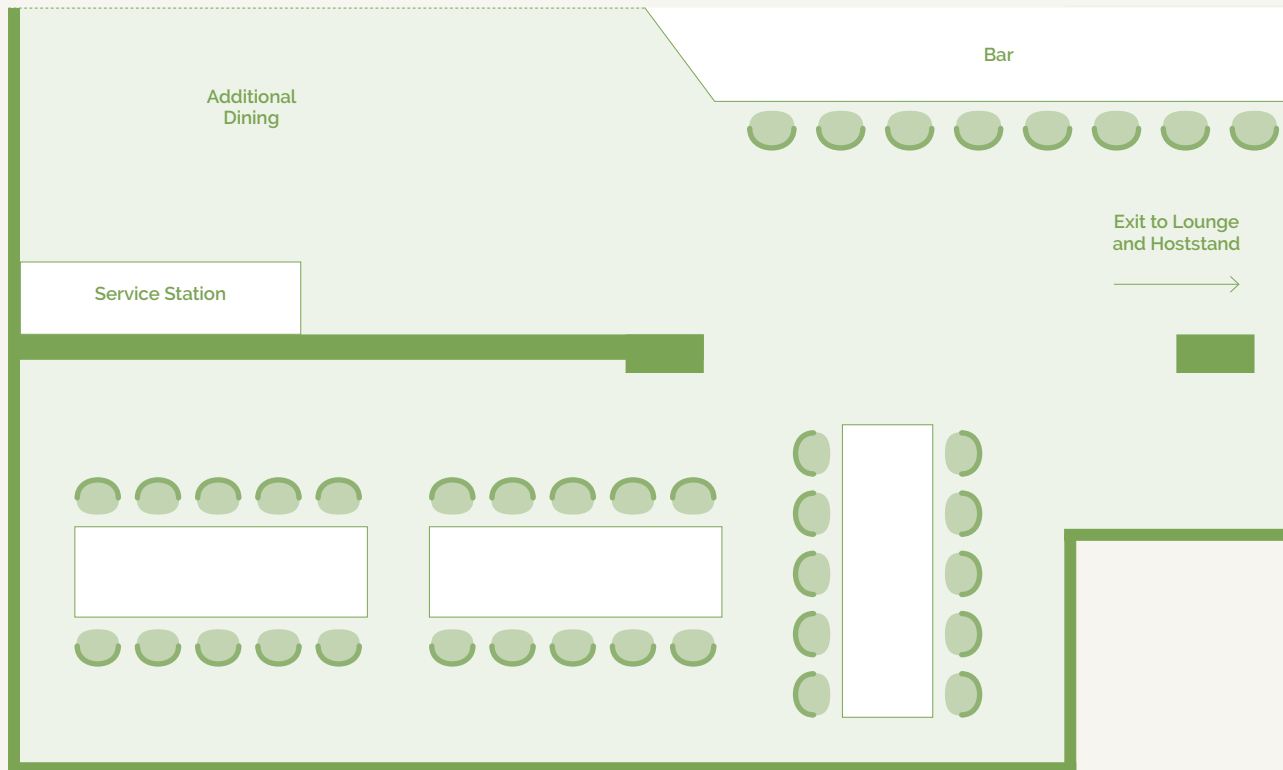 Bar
Additional
Dining
Exit to Lounge
and Hoststand
Service Station